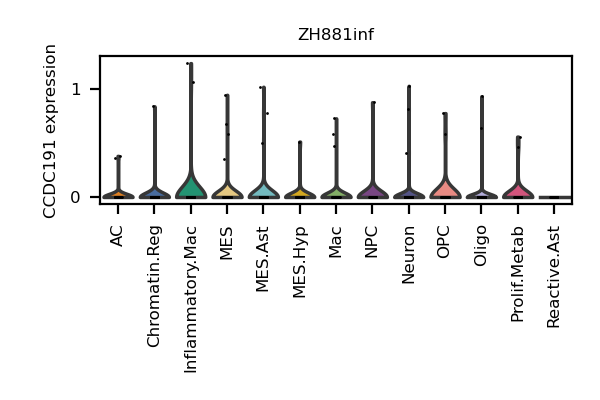 ZH881inf
CCDC191 expression
1
0
AC
Chromatin.Reg
Inflammatory.Mac
MES
MES.Ast
MES.Hyp
Mac
NPC
Neuron
OPC
Oligo
Prolif.Metab
Reactive.Ast